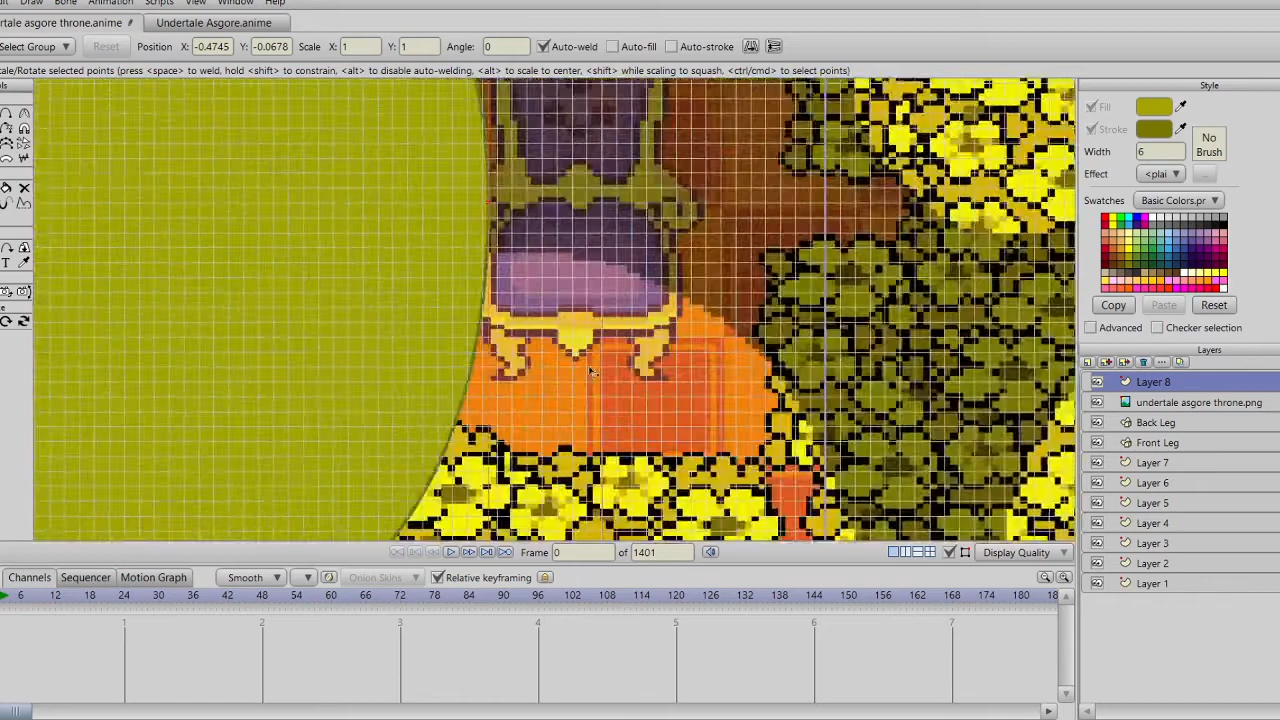 Draw Bone Animation Scripts View Window Help
rtale asgore throne.anime Undertale Asgore.anime
Select Group Reset Position X: -0.4745 Y: -0.0678 Scale X: 1 Y: 1 Angle: 0 Auto-weld Auto-fill Auto-stroke
cale/Rotate selected points (press <space> to weld, hold <shift> to constrain, <alt> to disable auto-welding, <alt> to scale to center, <shift> while scaling to squash, <ctrl/cmd> to select points)
ols
Style
Fill
Stroke
No
Brush
Width 6
Effect <plai ...
Swatches Basic Colors.pr
Copy Paste Reset
Advanced Checker selection
Layers
Layer 8
undertale asgore throne.png
Back Leg
Front Leg
Layer 7
Layer 6
Layer 5
Layer 4
Layer 3
Layer 2
Layer 1
Frame 0 of 1401 Display Quality
Channels Sequencer Motion Graph Smooth Onion Skins Relative keyframing
6 12 18 24 30 36 42 48 54 60 66 72 78 84 90 96 102 108 114 120 126 132 138 144 150 156 162 168 174 180 18
1 2 3 4 5 6 7